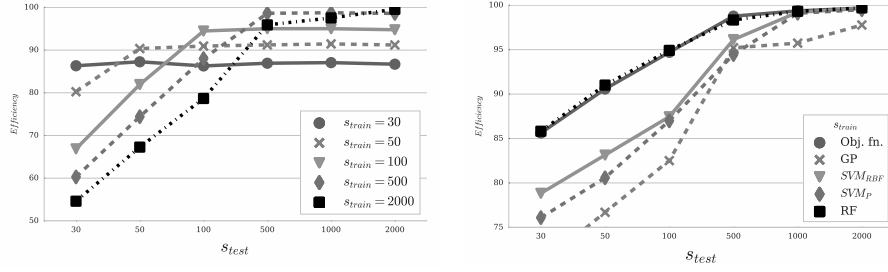 100
90
80
70
60
50
Efficiency
30
50
100
500
1000
2000
s_test
s_train = 30
s_train = 50
s_train = 100
s_train = 500
s_train = 2000
100
95
90
85
80
75
Efficiency
30
50
100
500
1000
2000
s_test
s_train
Obj. fn.
GP
SVM_RBF
SVM_P
RF